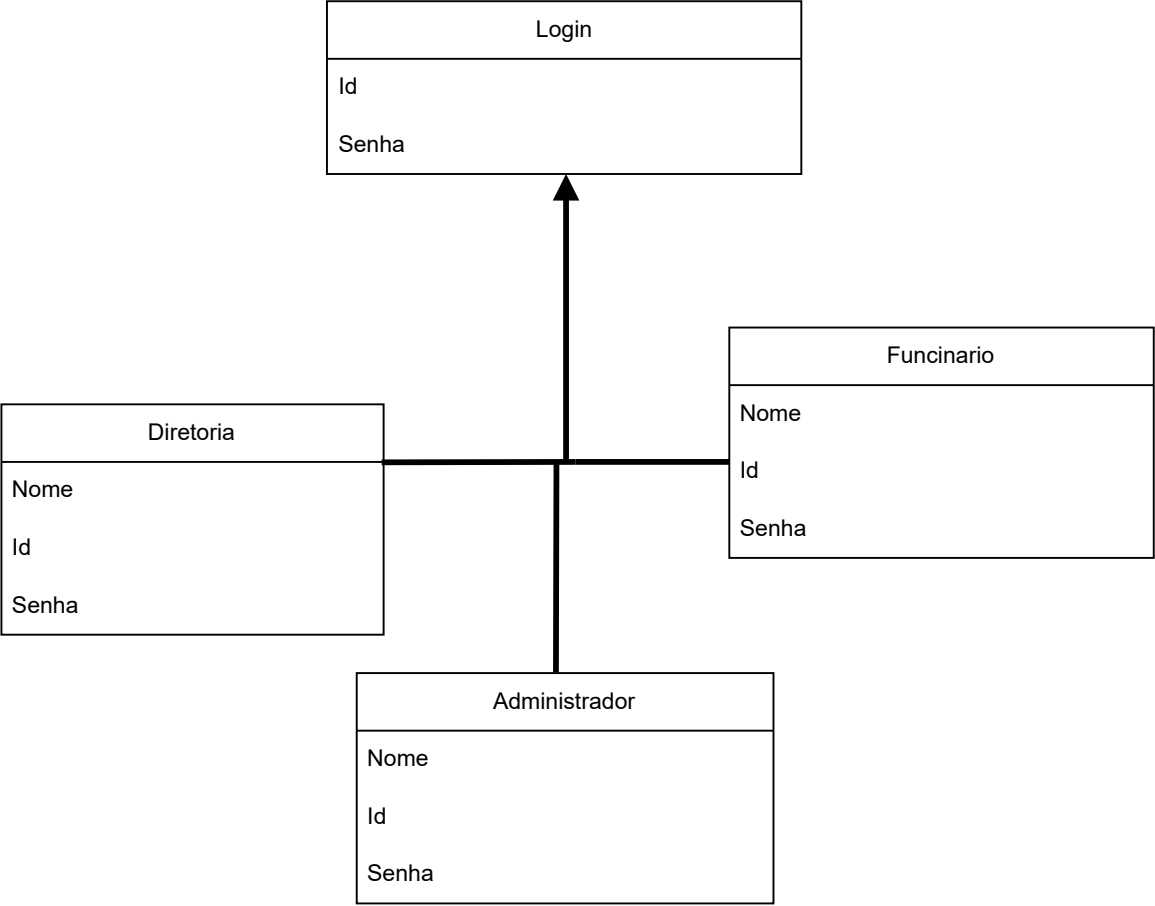 Login
Id
Senha
Funcinario
Nome
Id
Senha
Diretoria
Nome
Id
Senha
Administrador
Nome
Id
Senha